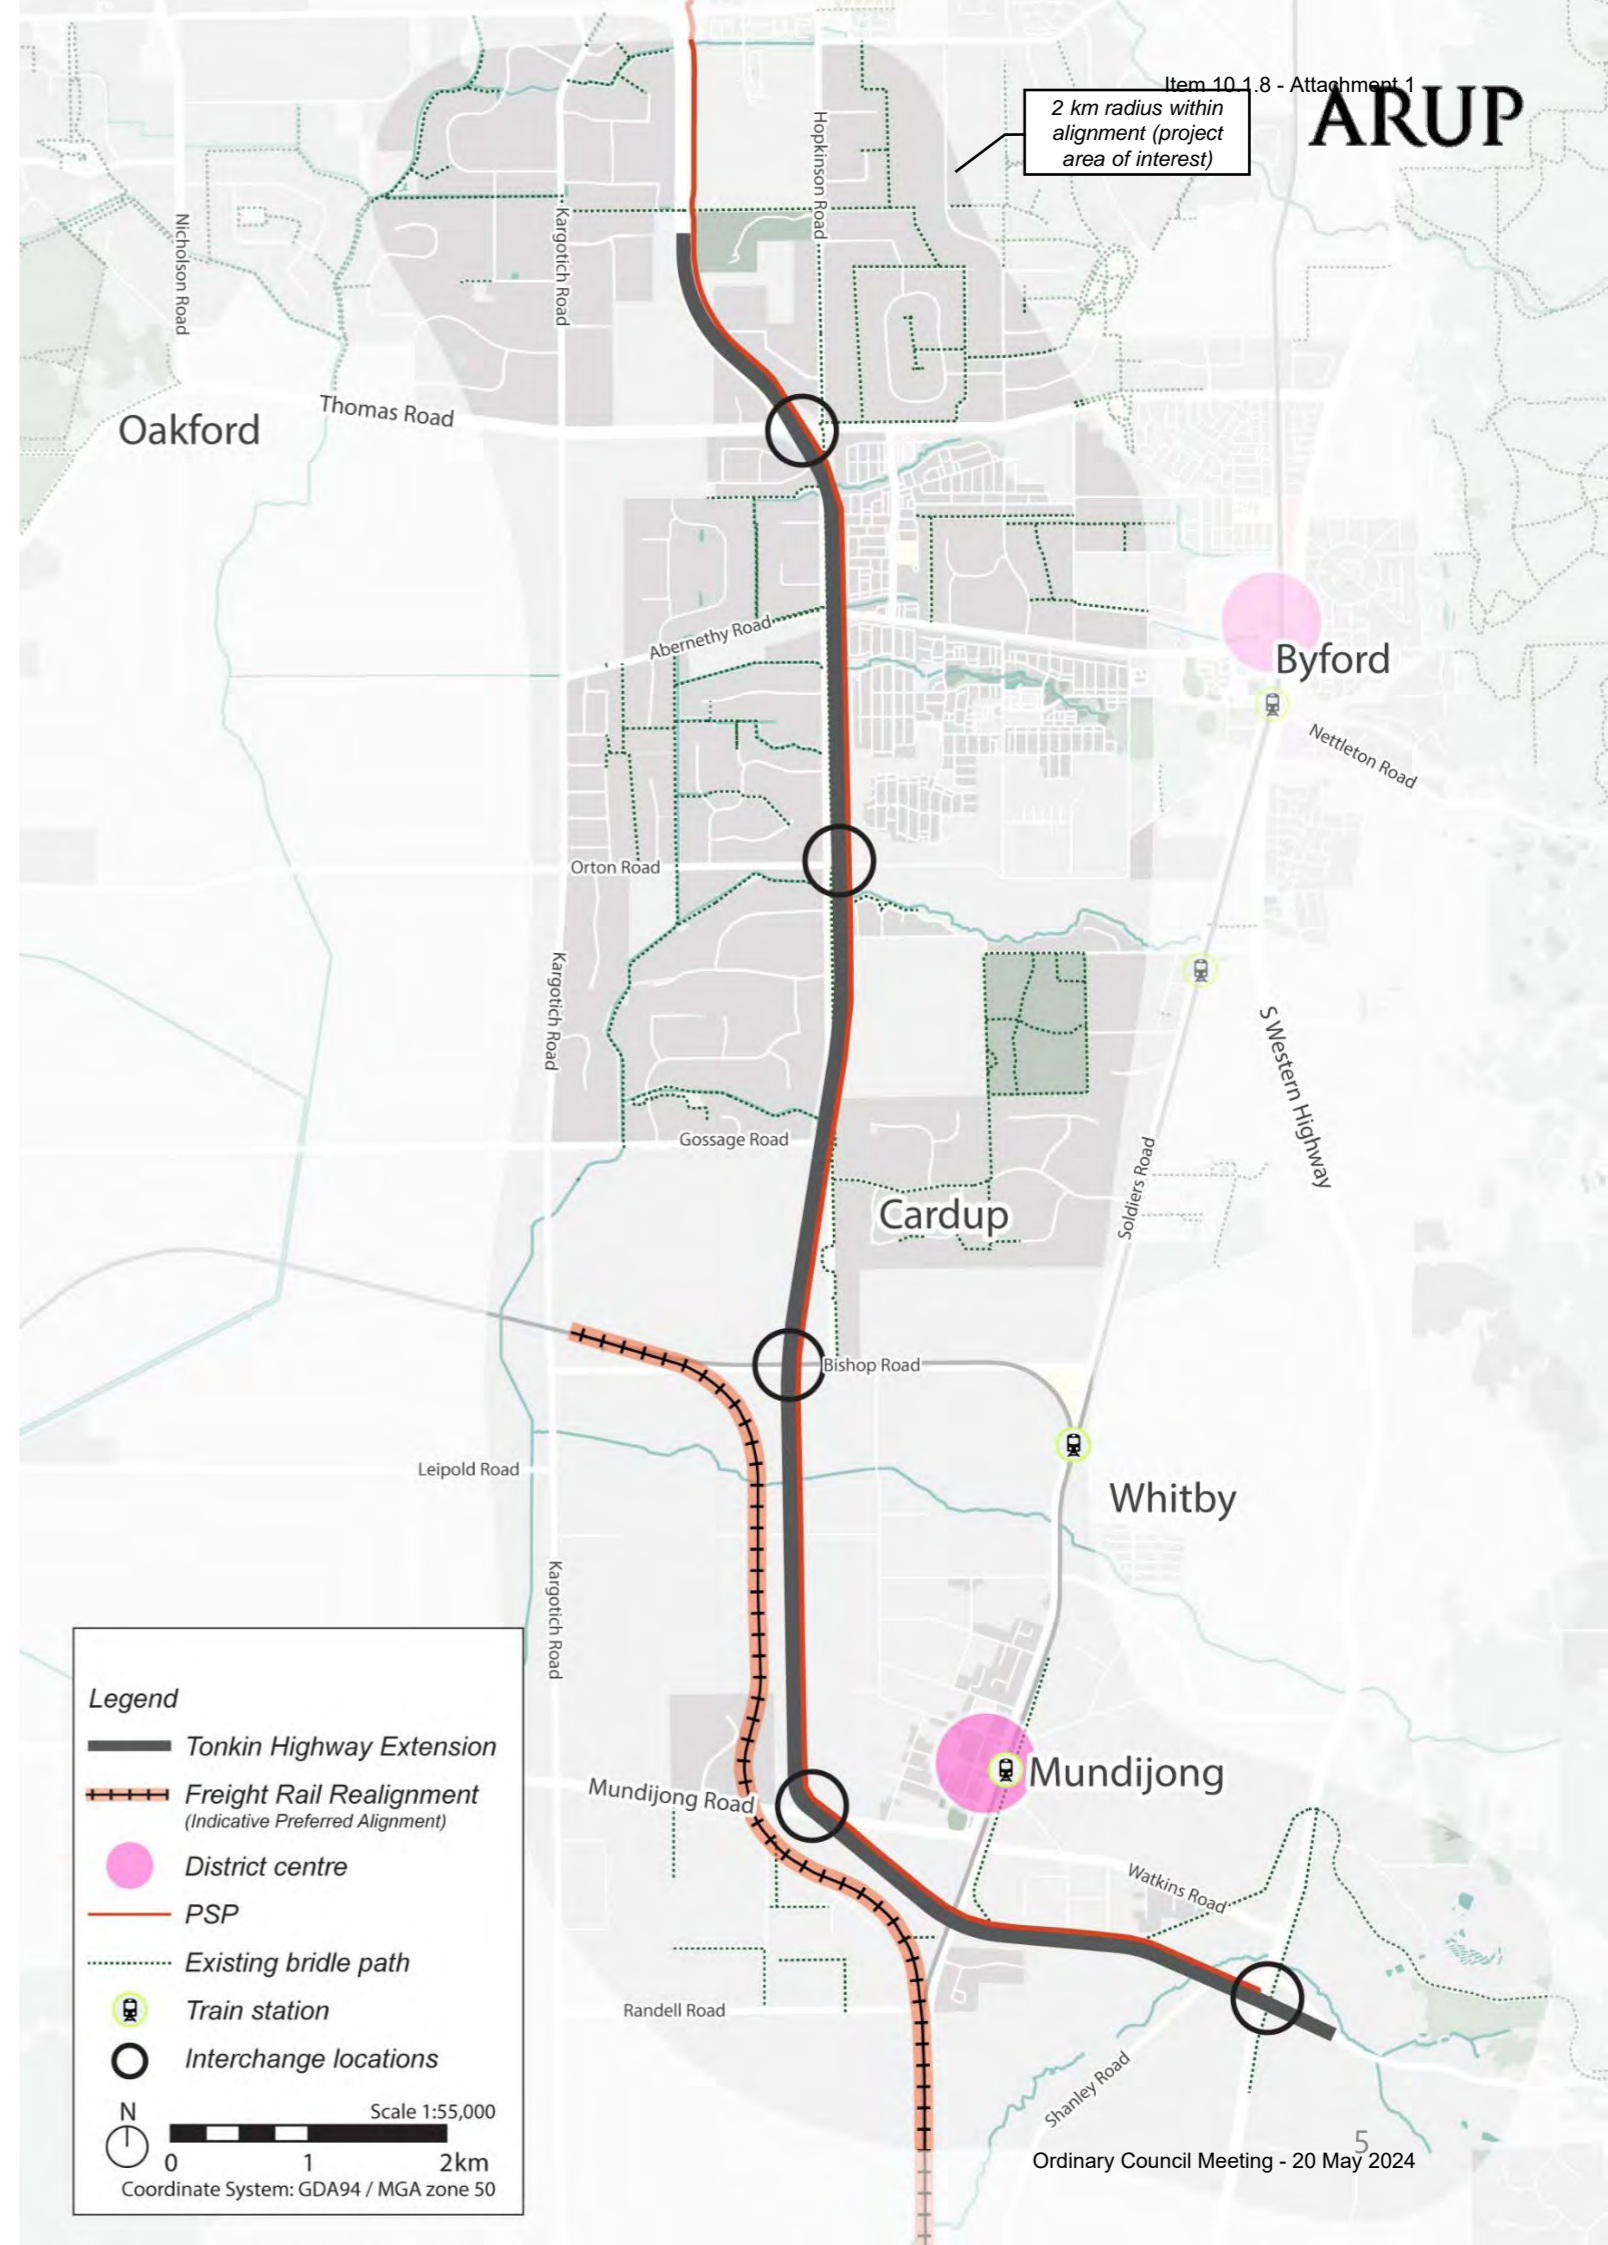 Item 10.1.8 - Attachment 1
ARUP
2 km radius within
alignment (project
area of interest)
Hopkinson Road
Nicholson Road
Kargotich Road
Oakford
Thomas Road
Abernethy Road
Byford
Nettleton Road
Orton Road
Kargotich Road
S Western Highway
Gossage Road
Soldiers Road
Cardup
Bishop Road
Leipold Road
Whitby
Kargotich Road
Mundijong Road
Mundijong
Watkins Road
Randell Road
Shanley Road
Legend
Tonkin Highway Extension
Freight Rail Realignment
(Indicative Preferred Alignment)
District centre
PSP
Existing bridle path
Train station
Interchange locations
N
Scale 1:55,000
0 1 2km
Coordinate System: GDA94 / MGA zone 50
5
Ordinary Council Meeting - 20 May 2024